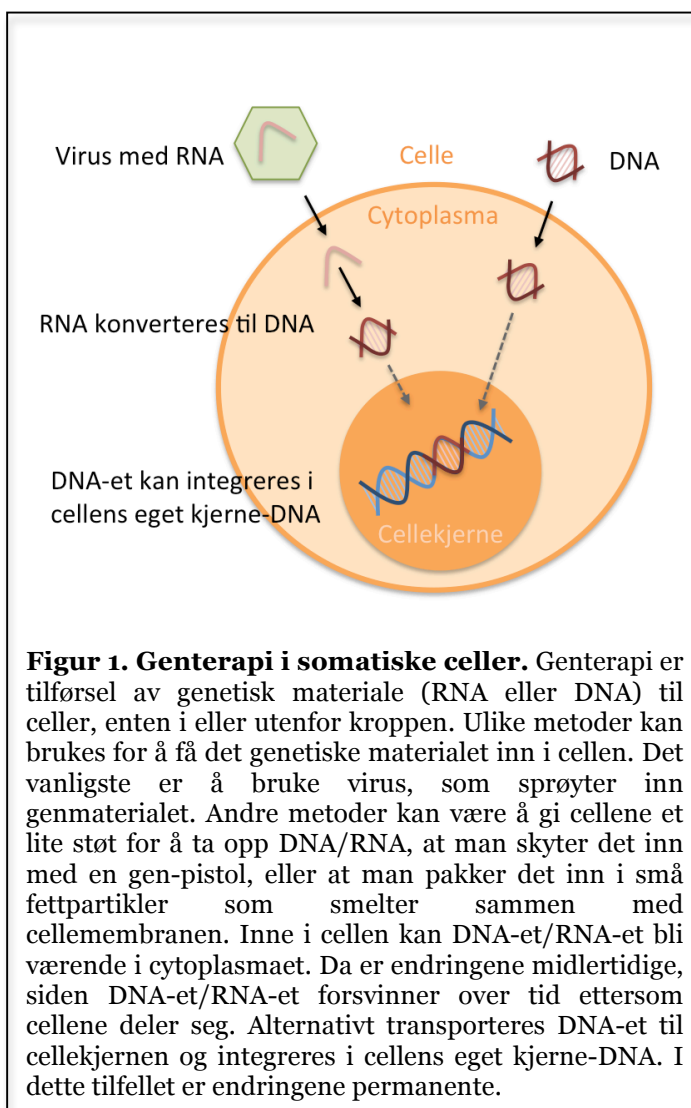 Virus med RNA
Celle
DNA
Cytoplasma
RNA konverteres til DNA
DNA-et kan integreres i
cellens eget kjerne-DNA
Cellekjerne
Figur 1. Genterapi i somatiske celler. Genterapi er
tilførsel av genetisk materiale (RNA eller DNA) til
celler, enten i eller utenfor kroppen. Ulike metoder kan
brukes for å få det genetiske materialet inn i cellen. Det
vanligste er å bruke virus, som sprøyter inn
genmaterialet. Andre metoder kan være å gi cellene et
lite støt for å ta opp DNA/RNA, at man skyter det inn
med en gen-pistol, eller at man pakker det inn i små
fettpartikler som smelter sammen med
cellemembranen. Inne i cellen kan DNA-et/RNA-et bli
værende i cytoplasmaet. Da er endringene midlertidige,
siden DNA-et/RNA-et forsvinner over tid ettersom
cellene deler seg. Alternativt transporteres DNA-et til
cellekjernen og integreres i cellens eget kjerne-DNA. I
dette tilfellet er endringene permanente.